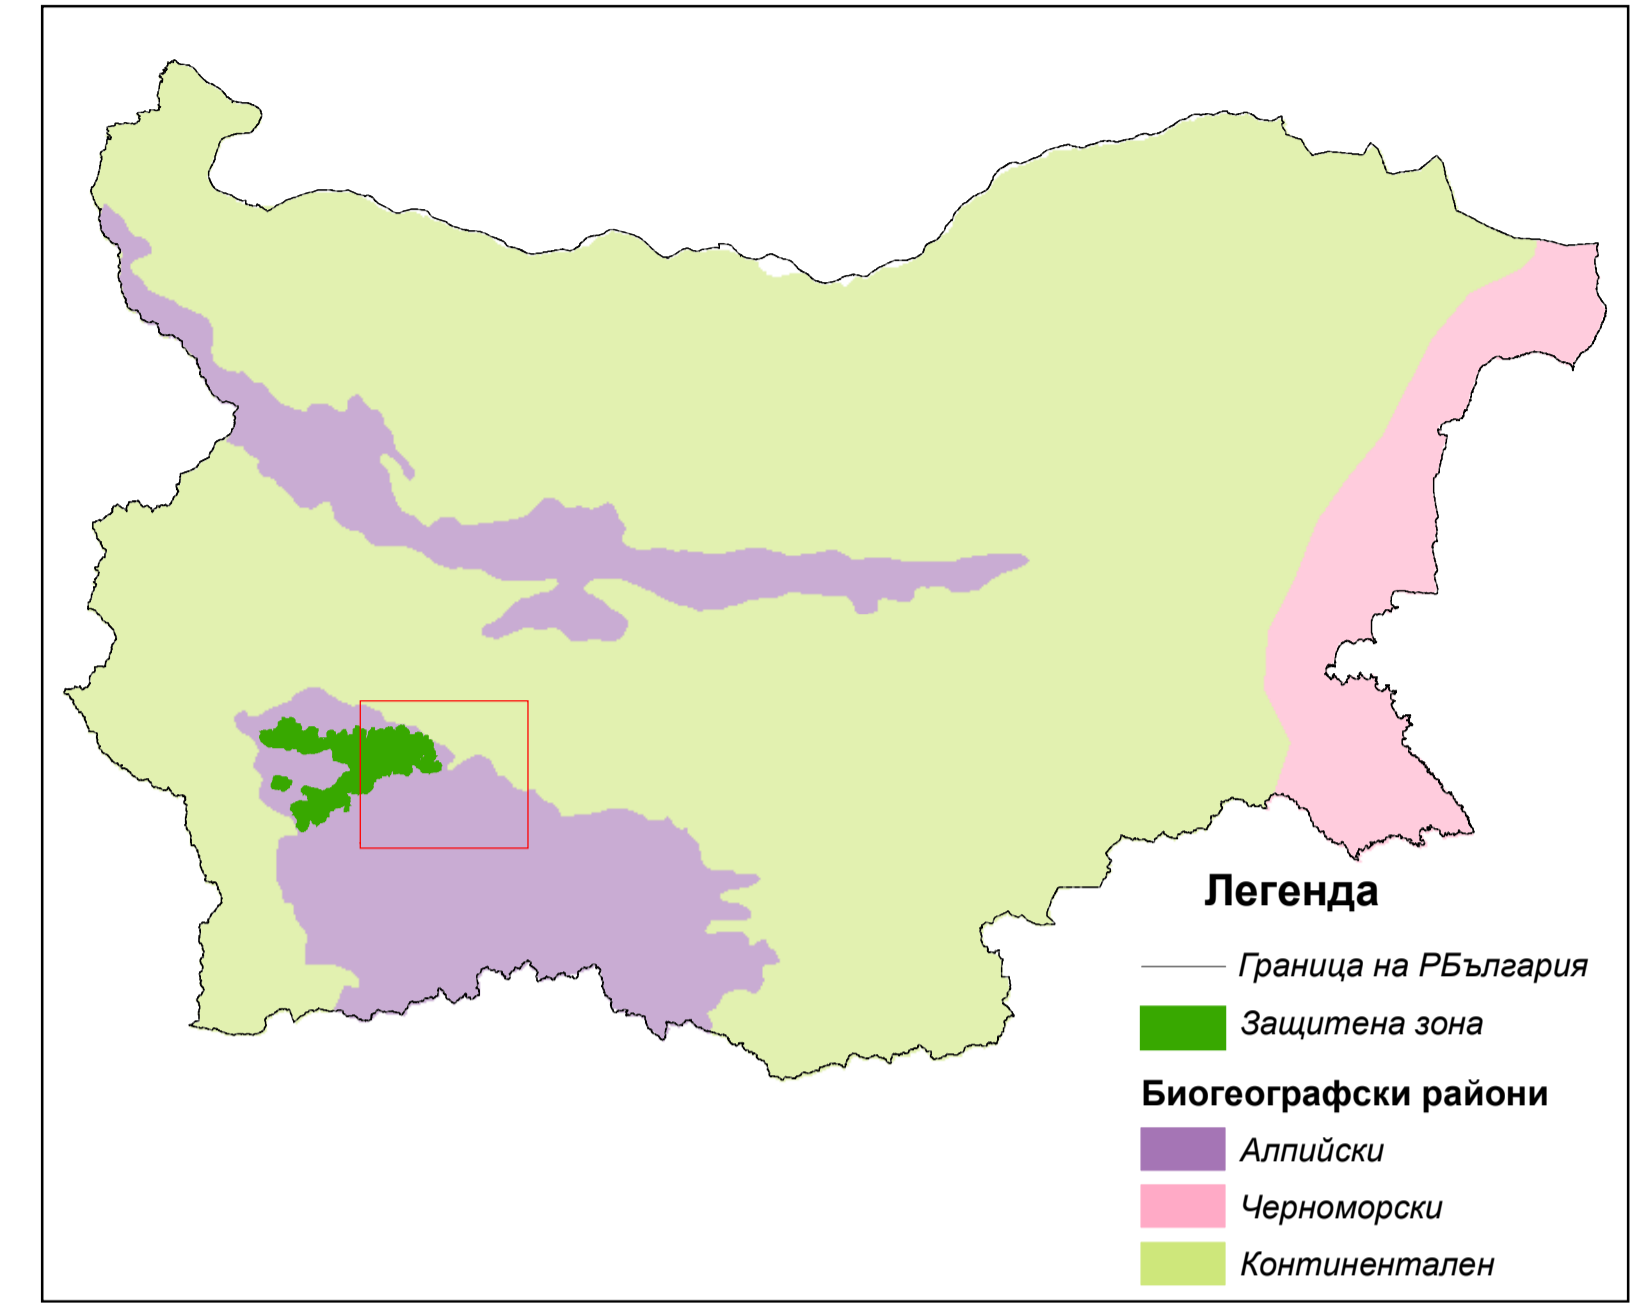 Легенда
Граница на РБългария
Защитена зона
Биогеографски райони
Алпийски
Черноморски
Континентален